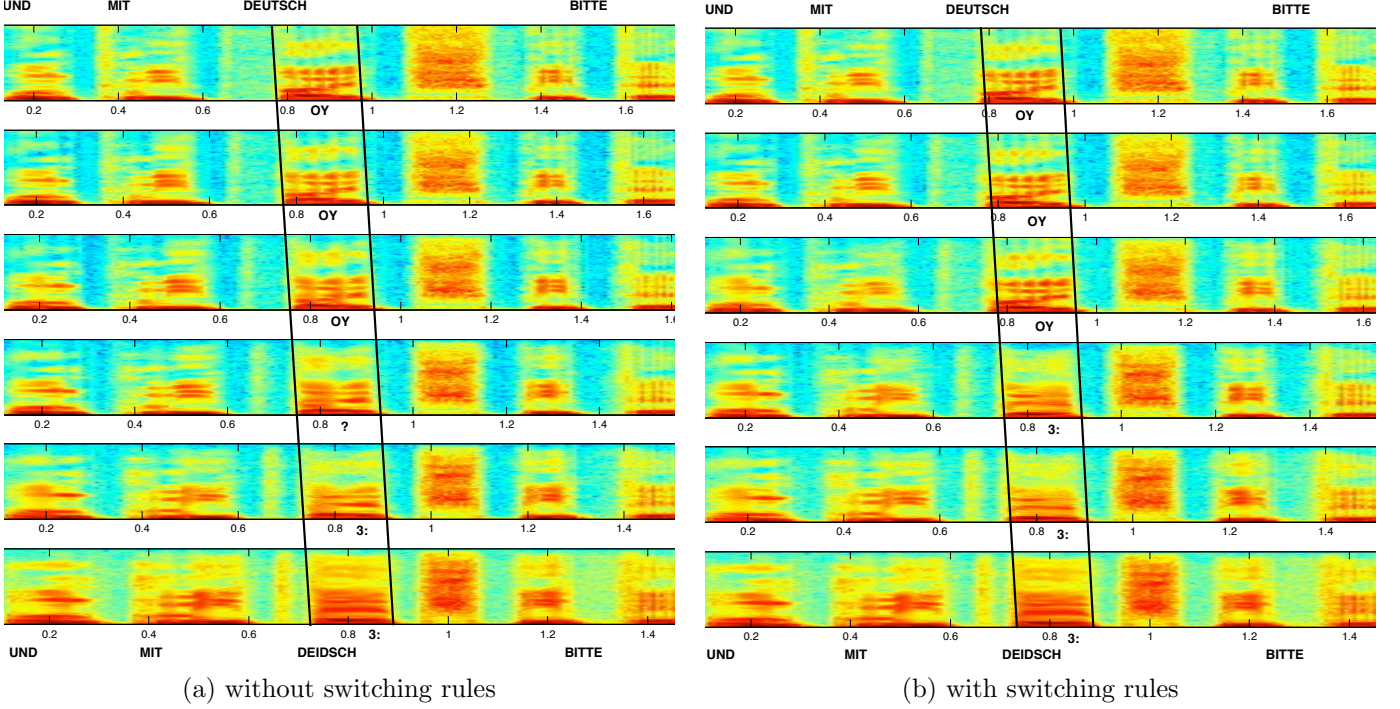 UND MIT DEUTSCH BITTE
0.2 0.4 0.6 0.8 OY 1 1.2 1.4 1.6
0.2 0.4 0.6 0.8 OY 1 1.2 1.4 1.6
0.2 0.4 0.6 0.8 OY 1 1.2 1.4 1.6
0.2 0.4 0.6 0.8 ? 1 1.2 1.4
0.2 0.4 0.6 0.8 3: 1 1.2 1.4
0.2 0.4 0.6 0.8 3: 1 1.2 1.4
UND MIT DEIDSCH BITTE
(a) without switching rules
UND MIT DEUTSCH BITTE
0.2 0.4 0.6 0.8 OY 1 1.2 1.4 1.6
0.2 0.4 0.6 0.8 OY 1 1.2 1.4 1.6
0.2 0.4 0.6 0.8 OY 1 1.2 1.4 1.6
0.2 0.4 0.6 0.8 3: 1 1.2 1.4
0.2 0.4 0.6 0.8 3: 1 1.2 1.4
0.2 0.4 0.6 0.8 3: 1 1.2 1.4
UND MIT DEIDSCH BITTE
(b) with switching rules